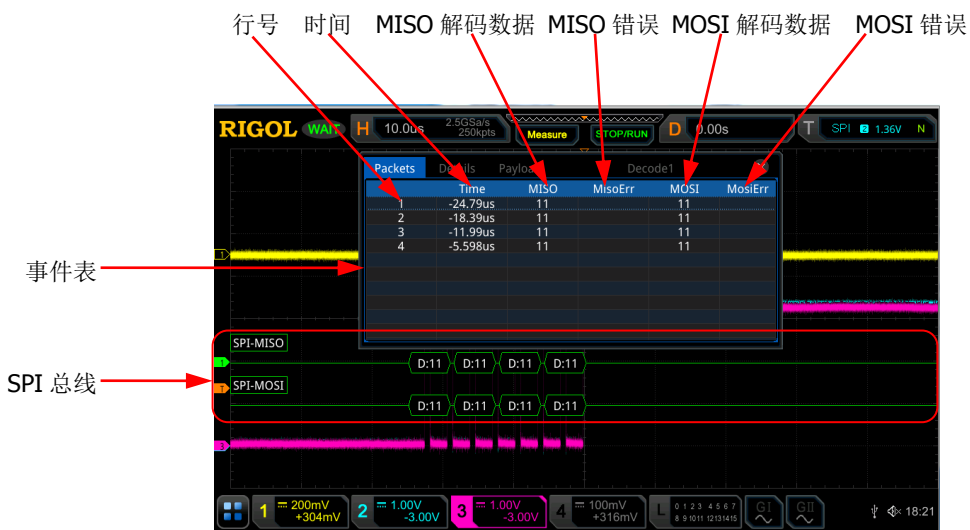 行号 时间 MISO 解码数据 MISO 错误 MOSI 解码数据 MOSI 错误
RIGOL WAIT H 10.0us 2.5GSa/s 250kpts Measure STOP/RUN D 0.00s T SPI 2 1.36V N
Packets Details Decode1
Time MISO MisoErr MOSI MosiErr
1 -24.79us 11 11
2 -18.39us 11 11
3 -11.99us 11 11
4 -5.598us 11 11
1
事件表
SPI-MISO
1 D:11 D:11 D:11 D:11
SPI 总线
T SPI-MOSI
D:11 D:11 D:11 D:11
3
1 200mV +304mV 2 1.00V -3.00V 3 1.00V -3.00V 4 100mV +316mV L 0 1 2 3 4 5 6 7 8 9 10 11 12 13 14 15 GI GII 18:21